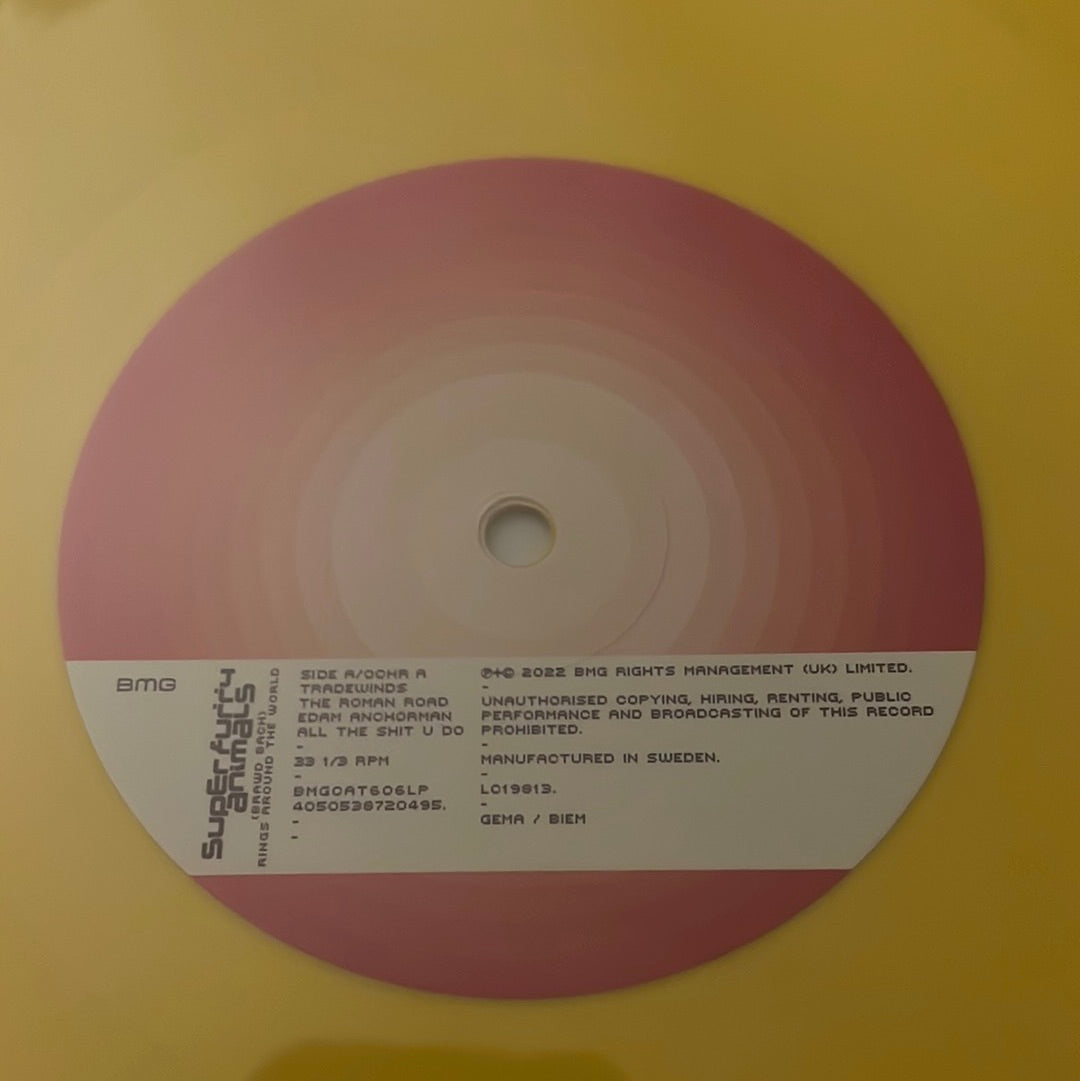 BMG
Super furry
animals
(BRAWD BACH)
RINGS AROUND THE WORLD
SIDE A/OCHR A
TRADEWINDS
THE ROMAN ROAD
EDAM ANCHORMAN
ALL THE SHIT U DO
-
33 1/3 RPM
-
BMGCAT606LP
4050538720495.
-
-
℗+© 2022 BMG RIGHTS MANAGEMENT (UK) LIMITED.
-
UNAUTHORISED COPYING, HIRING, RENTING, PUBLIC
PERFORMANCE AND BROADCASTING OF THIS RECORD
PROHIBITED.
-
MANUFACTURED IN SWEDEN.
-
LC19813.
-
GEMA / BIEM